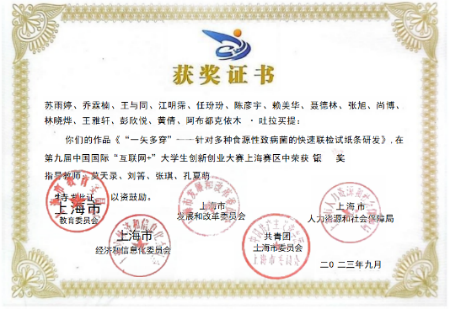 获奖证书
苏雨婷、乔霖楠、王与同、江明霈、任玢玢、陈彦宇、赖美华、聂德林、张旭、尚博、
林晓烨、王雅轩、彭欣悦、黄倩、阿布都克依木·吐拉买提：
你们的作品《“一矢多穿”——针对多种食源性致病菌的快速联检试纸条研发》，在
第九届中国国际“互联网+”大学生创新创业大赛上海赛区中荣获 银 奖
指导教师：莫天录、刘箐、张琪、孔夏萌
特发此证，以资鼓励。
上海市
教育委员会
上海市
发展和改革委员会
上海市
人力资源和社会保障局
上海市
经济和信息化委员会
共青团
上海市委员会
二〇二三年九月